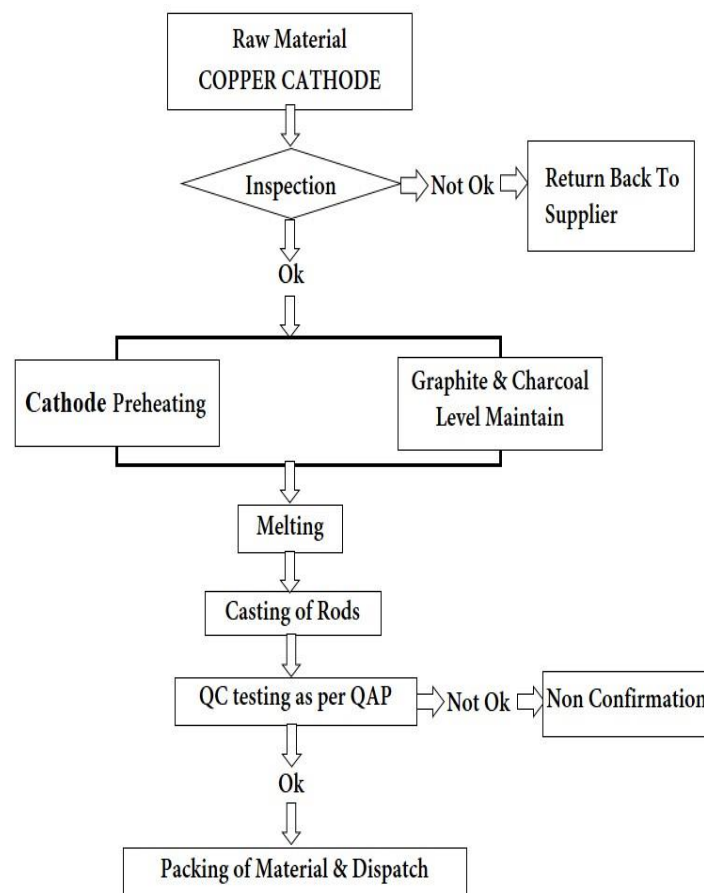 Raw Material
COPPER CATHODE
Inspection
Not Ok
Return Back To
Supplier
Ok
Cathode Preheating
Graphite & Charcoal
Level Maintain
Melting
Casting of Rods
QC testing as per QAP
Not Ok
Non Confirmation
Ok
Packing of Material & Dispatch